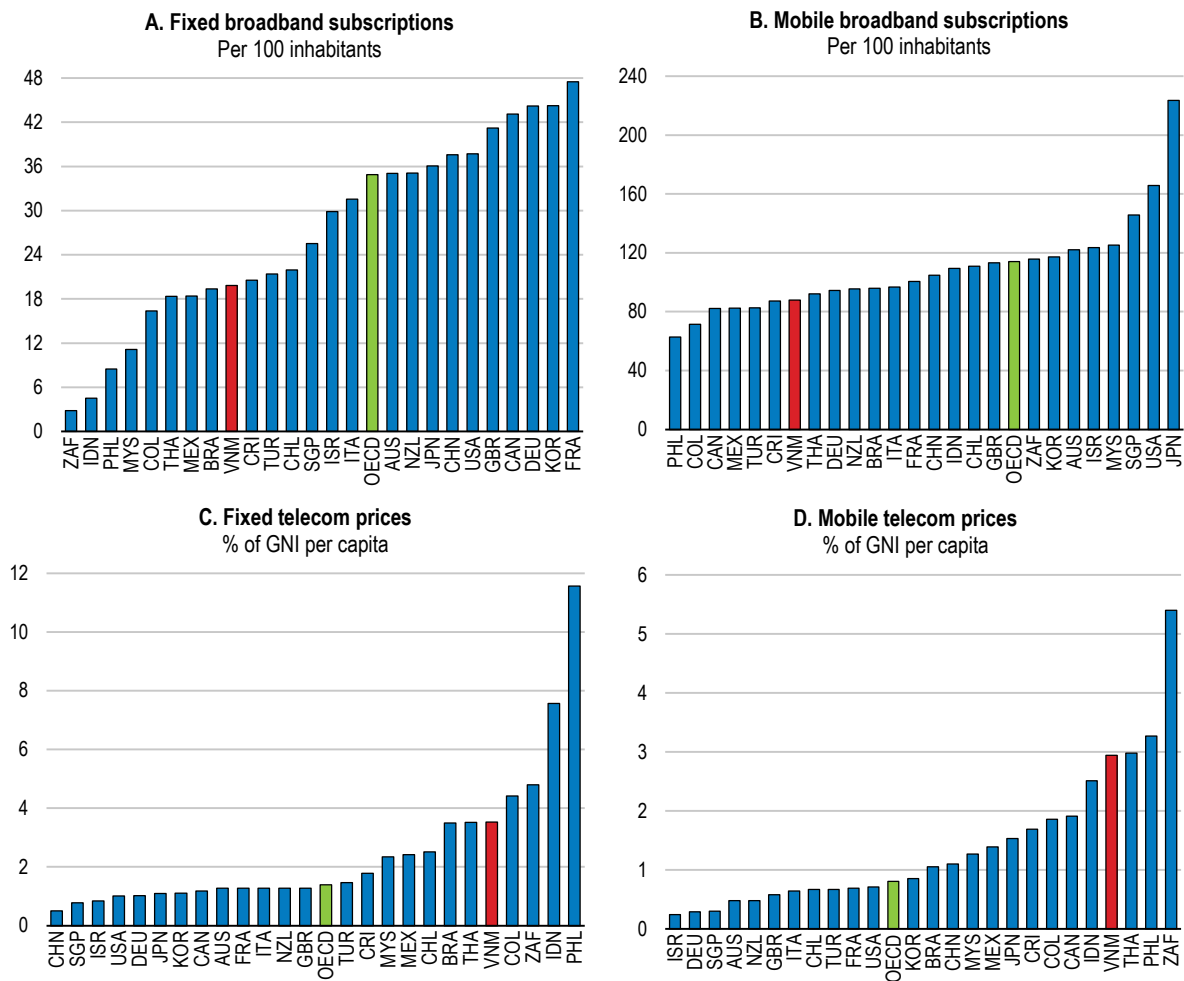 A. Fixed broadband subscriptions
Per 100 inhabitants
48
42
36
30
24
18
12
6
0
ZAF IDN PHL MYS COL THA MEX BRA VNM CRI TUR CHL SGP ISR ITA OECD AUS NZL JPN CHN USA GBR CAN DEU KOR FRA
B. Mobile broadband subscriptions
Per 100 inhabitants
240
200
160
120
80
40
0
PHL COL CAN MEX TUR CRI VNM THA DEU NZL BRA ITA FRA CHN IDN CHL GBR OECD ZAF KOR AUS ISR MYS SGP USA JPN
C. Fixed telecom prices
% of GNI per capita
12
10
8
6
4
2
0
CHN SGP ISR USA DEU JPN KOR CAN AUS FRA ITA NZL GBR OECD TUR CRI MYS MEX CHL BRA THA VNM COL ZAF IDN PHL
D. Mobile telecom prices
% of GNI per capita
6
5
4
3
2
1
0
ISR DEU SGP AUS NZL GBR ITA CHL TUR FRA USA OECD KOR BRA CHN MYS MEX JPN CRI COL CAN IDN VNM THA PHL ZAF